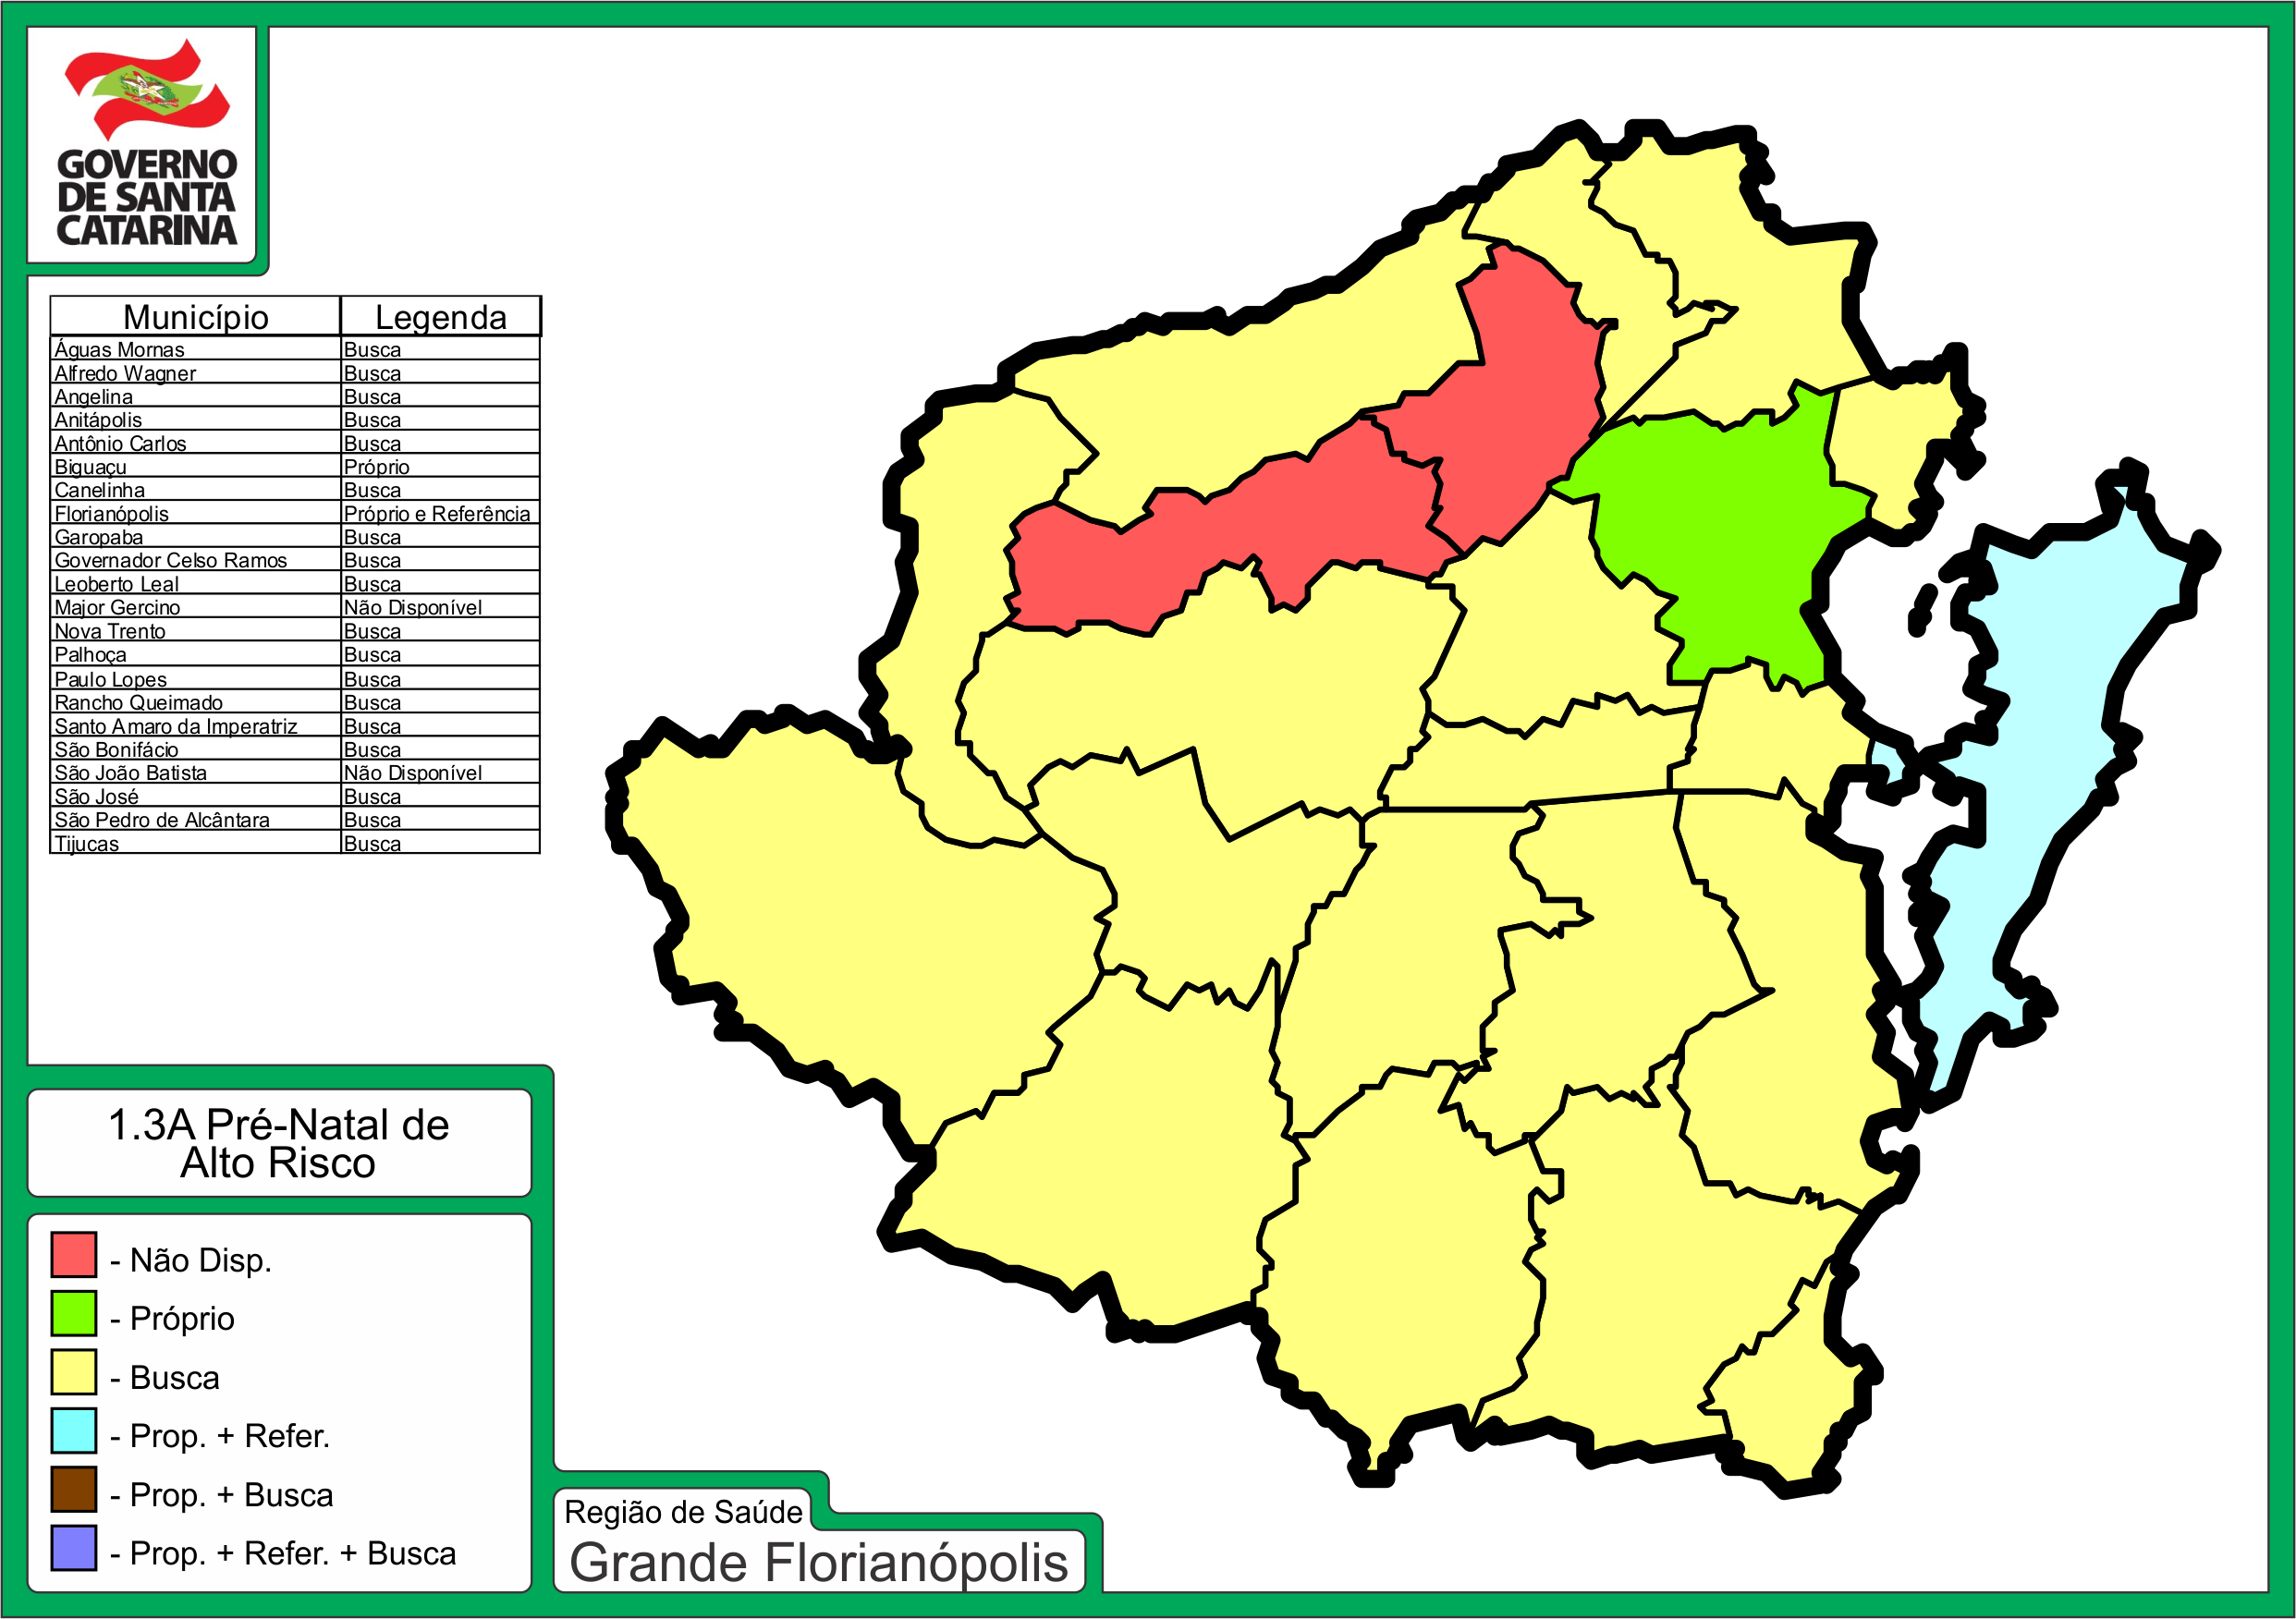 GOVERNO
DE SANTA
CATARINA
Município Legenda
Águas Mornas Busca
Alfredo Wagner Busca
Angelina Busca
Anitápolis Busca
Antônio Carlos Busca
Biguaçu Próprio
Canelinha Busca
Florianópolis Próprio e Referência
Garopaba Busca
Governador Celso Ramos Busca
Leoberto Leal Busca
Major Gercino Não Disponível
Nova Trento Busca
Palhoça Busca
Paulo Lopes Busca
Rancho Queimado Busca
Santo Amaro da Imperatriz Busca
São Bonifácio Busca
São João Batista Não Disponível
São José Busca
São Pedro de Alcântara Busca
Tijucas Busca
1.3A Pré-Natal de
Alto Risco
- Não Disp.
- Próprio
- Busca
- Prop. + Refer.
- Prop. + Busca
- Prop. + Refer. + Busca
Região de Saúde
Grande Florianópolis